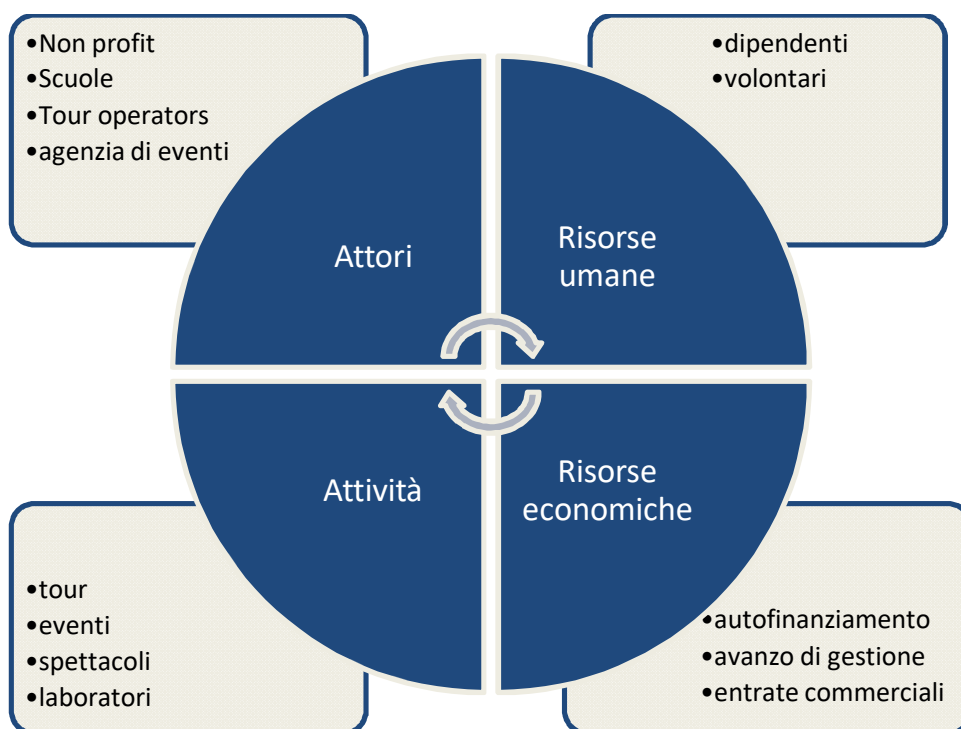 •Non profit
•Scuole
•Tour operators
•agenzia di eventi
•dipendenti
•volontari
Attori
Risorse
umane
Attività
Risorse
economiche
•tour
•eventi
•spettacoli
•laboratori
•autofinanziamento
•avanzo di gestione
•entrate commerciali